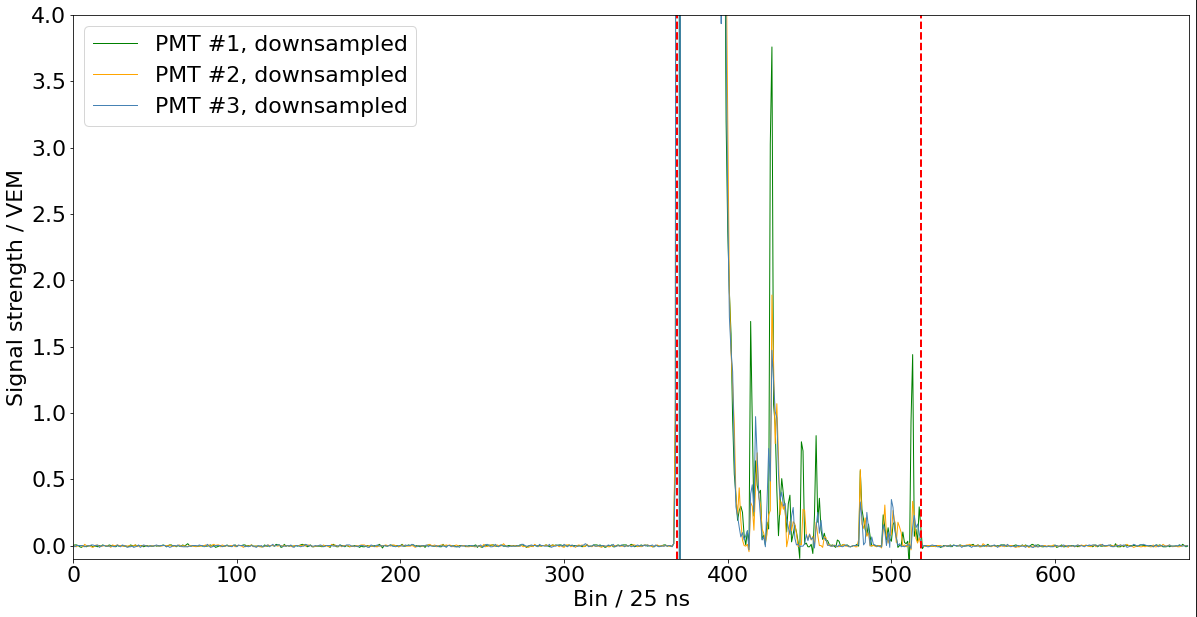 4.0
3.5
3.0
2.5
2.0
1.5
1.0
0.5
0.0
Signal strength / VEM
PMT #1, downsampled
PMT #2, downsampled
PMT #3, downsampled
0 100 200 300 400 500 600
Bin / 25 ns